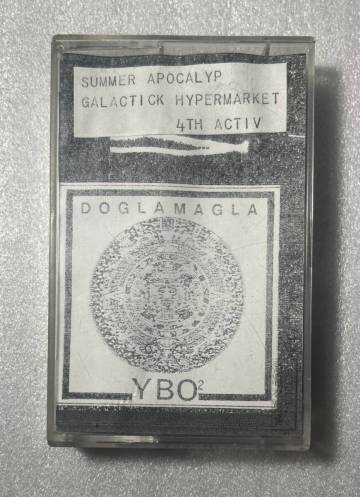 SUMMER APOCALYP
GALACTICK HYPERMARKET
4TH ACTIV
DOGLAMAGLA
YBO²